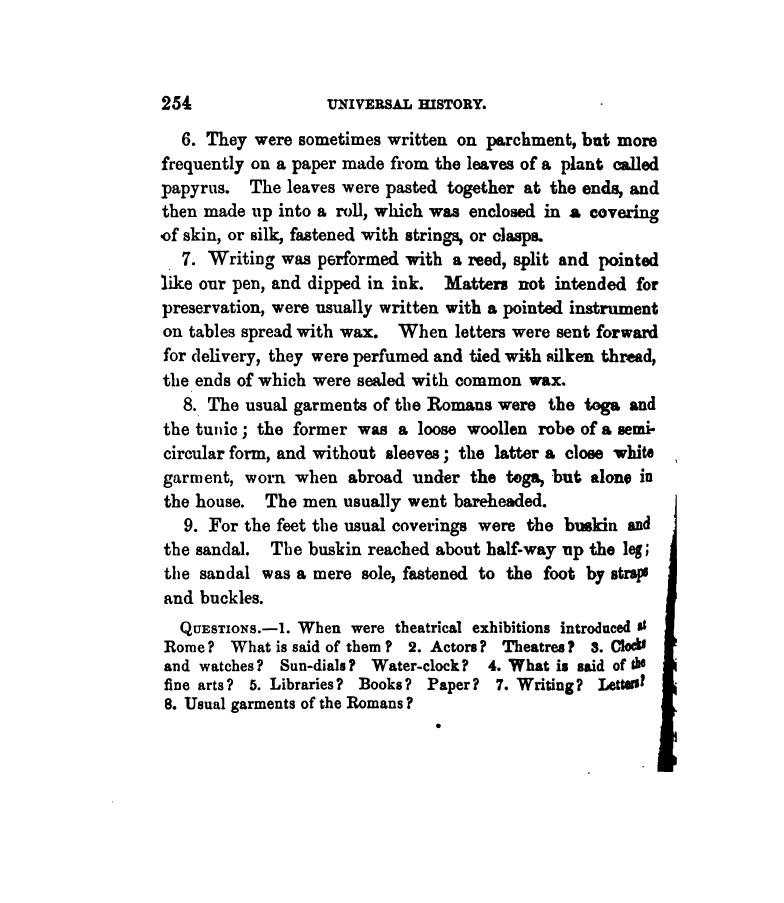 254 UNIVERSAL HISTORY.
6. They were sometimes written on parchment, but more
frequently on a paper made from the leaves of a plant called
papyrus. The leaves were pasted together at the ends, and
then made up into a roll, which was enclosed in a covering
of skin, or silk, fastened with strings, or clasps.
7. Writing was performed with a reed, split and pointed
like our pen, and dipped in ink. Matters not intended for
preservation, were usually written with a pointed instrument
on tables spread with wax. When letters were sent forward
for delivery, they were perfumed and tied with silken thread,
the ends of which were sealed with common wax.
8. The usual garments of the Romans were the toga and
the tunic; the former was a loose woollen robe of a semi-
circular form, and without sleeves; the latter a close white
garment, worn when abroad under the toga, but alone in
the house. The men usually went bareheaded.
9. For the feet the usual coverings were the buskin and
the sandal. The buskin reached about half-way up the leg;
the sandal was a mere sole, fastened to the foot by straps
and buckles.
QUESTIONS.—1. When were theatrical exhibitions introduced at
Rome? What is said of them? 2. Actors? Theatres? 3. Clocks
and watches? Sun-dials? Water-clock? 4. What is said of the
fine arts? 5. Libraries? Books? Paper? 7. Writing? Letters?
8. Usual garments of the Romans?